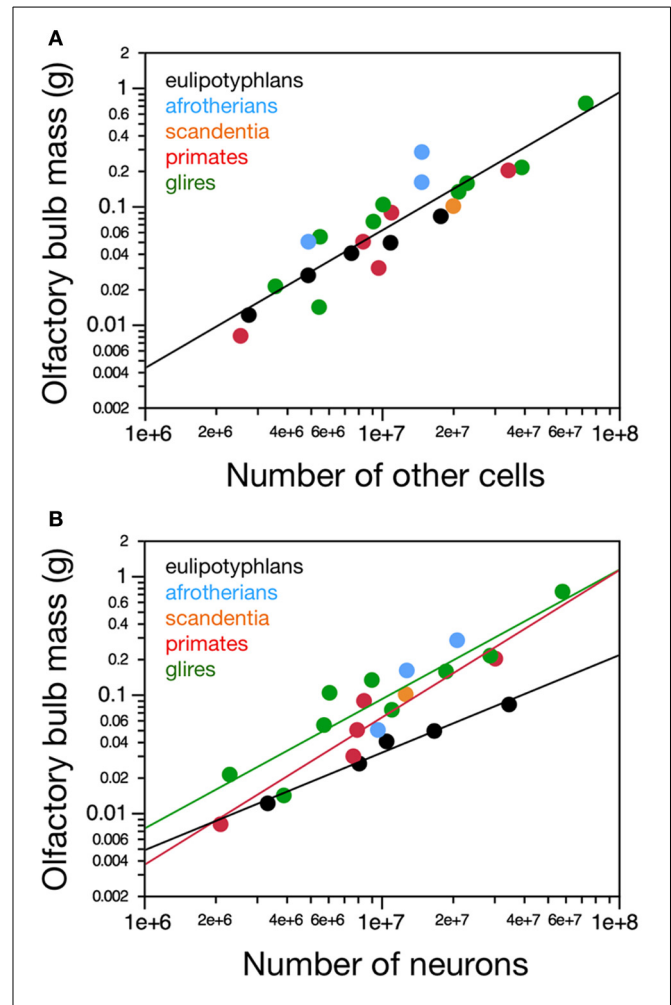 A
Olfactory bulb mass (g)
2
1
0.6
0.4
0.2
0.1
0.06
0.04
0.02
0.01
0.006
0.004
0.002
eulipotyphlans
afrotherians
scandentia
primates
glires
1e+6 2e+6 4e+6 6e+6 1e+7 2e+7 4e+7 6e+7 1e+8
Number of other cells
B
Olfactory bulb mass (g)
2
1
0.6
0.4
0.2
0.1
0.06
0.04
0.02
0.01
0.006
0.004
0.002
eulipotyphlans
afrotherians
scandentia
primates
glires
1e+6 2e+6 4e+6 6e+6 1e+7 2e+7 4e+7 6e+7 1e+8
Number of neurons